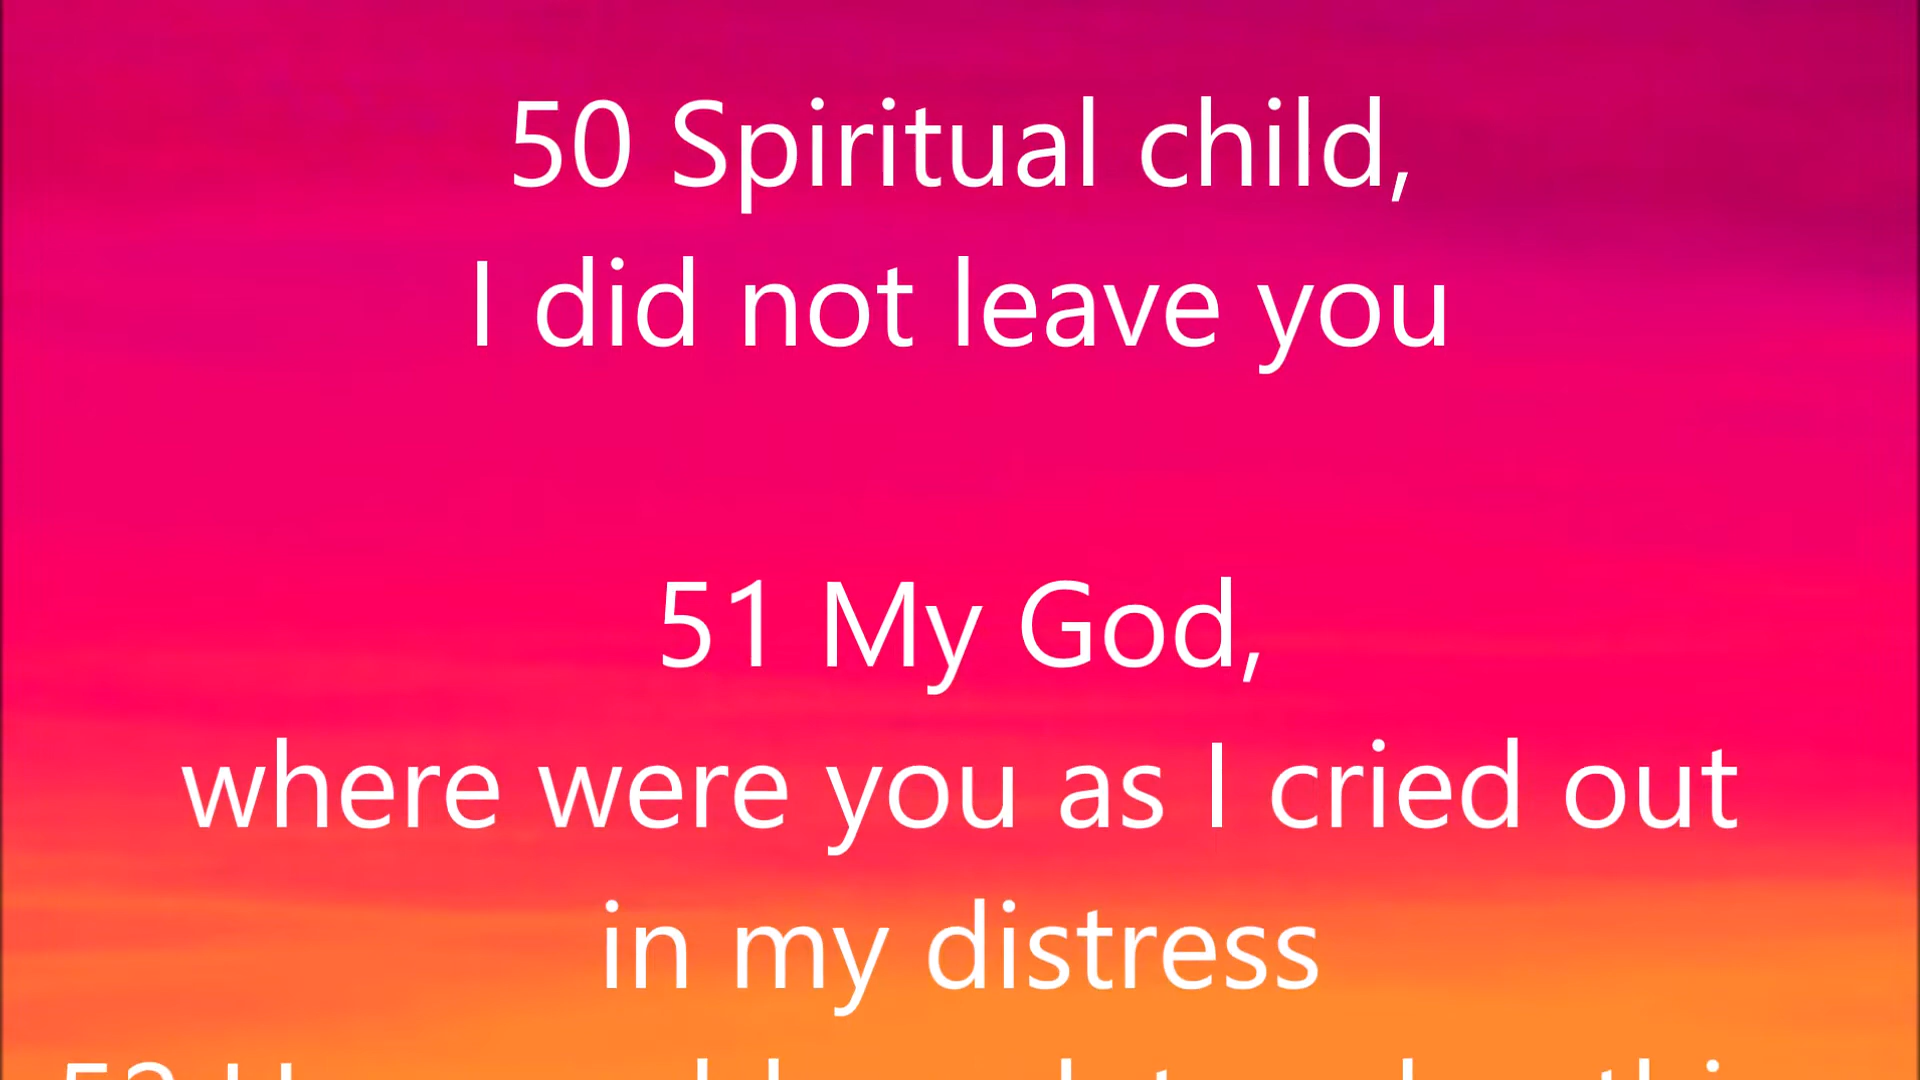 50 Spiritual child,
I did not leave you
51 My God,
where were you as I cried out
in my distress